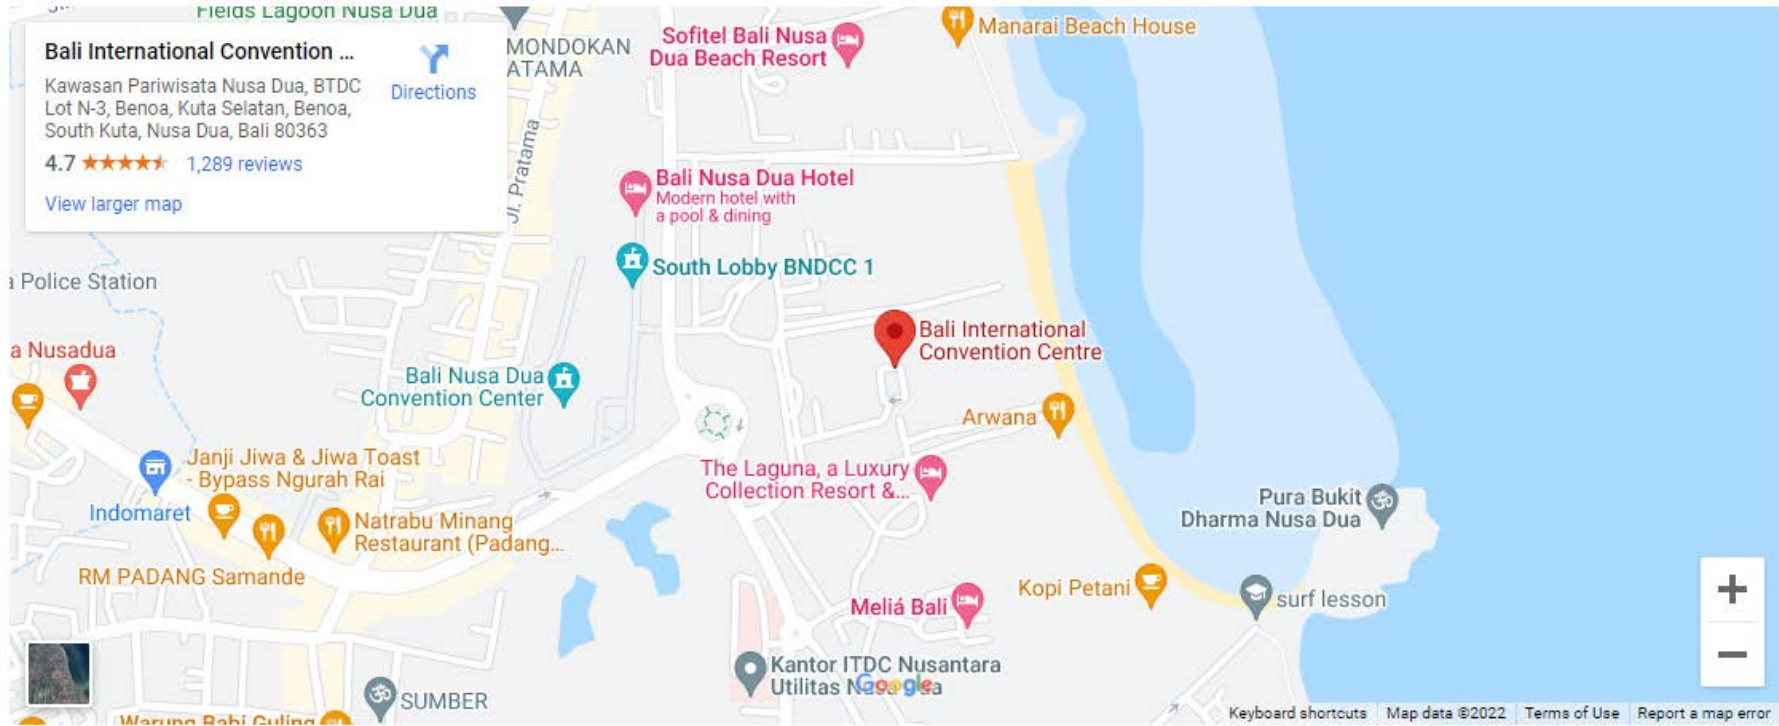 Fields Lagoon Nusa Dua
Bali International Convention ...
Kawasan Pariwisata Nusa Dua, BTDC
Lot N-3, Benoa, Kuta Selatan, Benoa,
South Kuta, Nusa Dua, Bali 80363
4.7
1,289 reviews
View larger map
Directions
MONDOKAN
ATAMA
Sofitel Bali Nusa
Dua Beach Resort
Manarai Beach House
Jl. Pratama
Bali Nusa Dua Hotel
Modern hotel with
a pool & dining
South Lobby BNDCC 1
a Police Station
Bali International
Convention Centre
a Nusadua
Bali Nusa Dua
Convention Center
Arwana
Janji Jiwa & Jiwa Toast
- Bypass Ngurah Rai
The Laguna, a Luxury
Collection Resort &...
Indomaret
Natrabu Minang
Restaurant (Padang...
Pura Bukit
Dharma Nusa Dua
RM PADANG Samande
Kopi Petani
surf lesson
Meliá Bali
Kantor ITDC Nusantara
Utilitas
Google
SUMBER
Warung Babi Guling
Keyboard shortcuts
Map data ©2022
Terms of Use
Report a map error